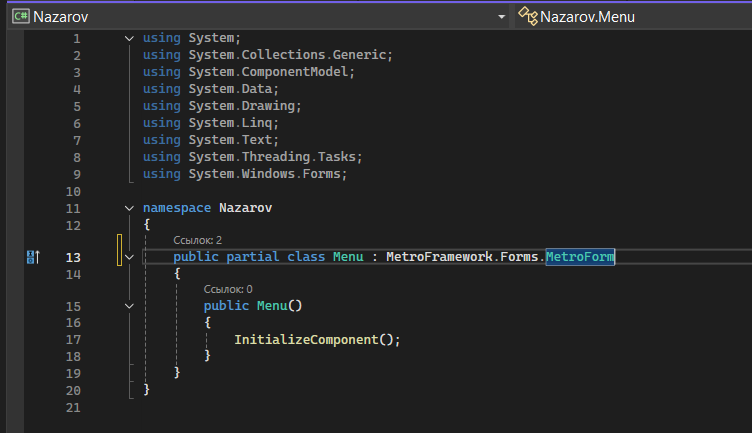 C# Nazarov Nazarov.Menu
1 using System;
2 using System.Collections.Generic;
3 using System.ComponentModel;
4 using System.Data;
5 using System.Drawing;
6 using System.Linq;
7 using System.Text;
8 using System.Threading.Tasks;
9 using System.Windows.Forms;
10
11 namespace Nazarov
12 {
Ссылок: 2
13 public partial class Menu : MetroFramework.Forms.MetroForm
14 {
Ссылок: 0
15 public Menu()
16 {
17 InitializeComponent();
18 }
19 }
20 }
21